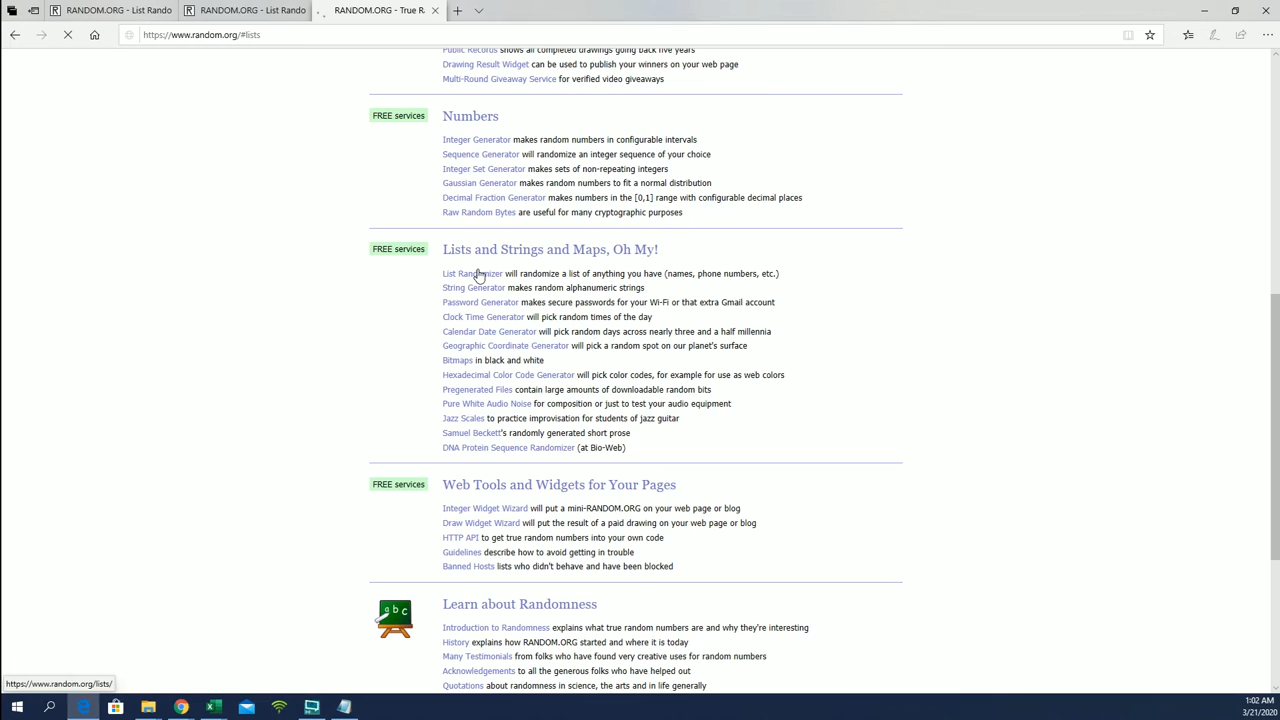 RANDOM.ORG - List Rando
RANDOM.ORG - List Rando
RANDOM.ORG - True Ra
https://www.random.org/#lists
Public Records shows all completed drawings going back five years
Drawing Result Widget can be used to publish your winners on your web page
Multi-Round Giveaway Service for verified video giveaways
FREE services
Numbers
Integer Generator makes random numbers in configurable intervals
Sequence Generator will randomize an integer sequence of your choice
Integer Set Generator makes sets of non-repeating integers
Gaussian Generator makes random numbers to fit a normal distribution
Decimal Fraction Generator makes numbers in the [0,1] range with configurable decimal places
Raw Random Bytes are useful for many cryptographic purposes
FREE services
Lists and Strings and Maps, Oh My!
List Randomizer will randomize a list of anything you have (names, phone numbers, etc.)
String Generator makes random alphanumeric strings
Password Generator makes secure passwords for your Wi-Fi or that extra Gmail account
Clock Time Generator will pick random times of the day
Calendar Date Generator will pick random days across nearly three and a half millennia
Geographic Coordinate Generator will pick a random spot on our planet's surface
Bitmaps in black and white
Hexadecimal Color Code Generator will pick color codes, for example for use as web colors
Pregenerated Files contain large amounts of downloadable random bits
Pure White Audio Noise for composition or just to test your audio equipment
Jazz Scales to practice improvisation for students of jazz guitar
Samuel Beckett's randomly generated short prose
DNA Protein Sequence Randomizer (at Bio-Web)
FREE services
Web Tools and Widgets for Your Pages
Integer Widget Wizard will put a mini-RANDOM.ORG on your web page or blog
Draw Widget Wizard will put the result of a paid drawing on your web page or blog
HTTP API to get true random numbers into your own code
Guidelines describe how to avoid getting in trouble
Banned Hosts lists who didn't behave and have been blocked
a b c
Learn about Randomness
Introduction to Randomness explains what true random numbers are and why they're interesting
History explains how RANDOM.ORG started and where it is today
Many Testimonials from folks who have found very creative uses for random numbers
Acknowledgements to all the generous folks who have helped out
Quotations about randomness in science, the arts and in life generally
https://www.random.org/lists/
1:02 AM
3/21/2020